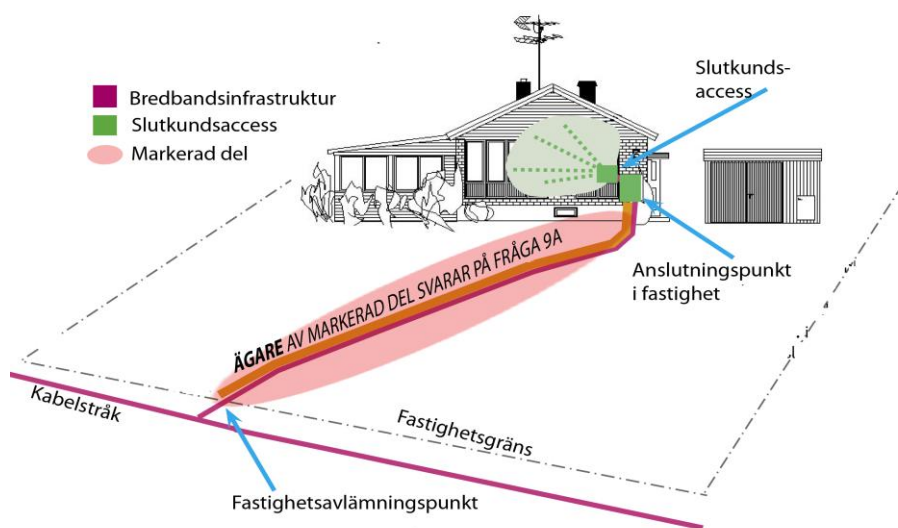 Slutkunds-
access
Bredbandsinfrastruktur
Slutkundsaccess
Markerad del
Anslutningspunkt
i fastighet
ÄGARE AV MARKERAD DEL SVARAR PÅ FRÅGA 9A
Kabelstråk
Fastighetsgräns
Fastighetsavlämningspunkt